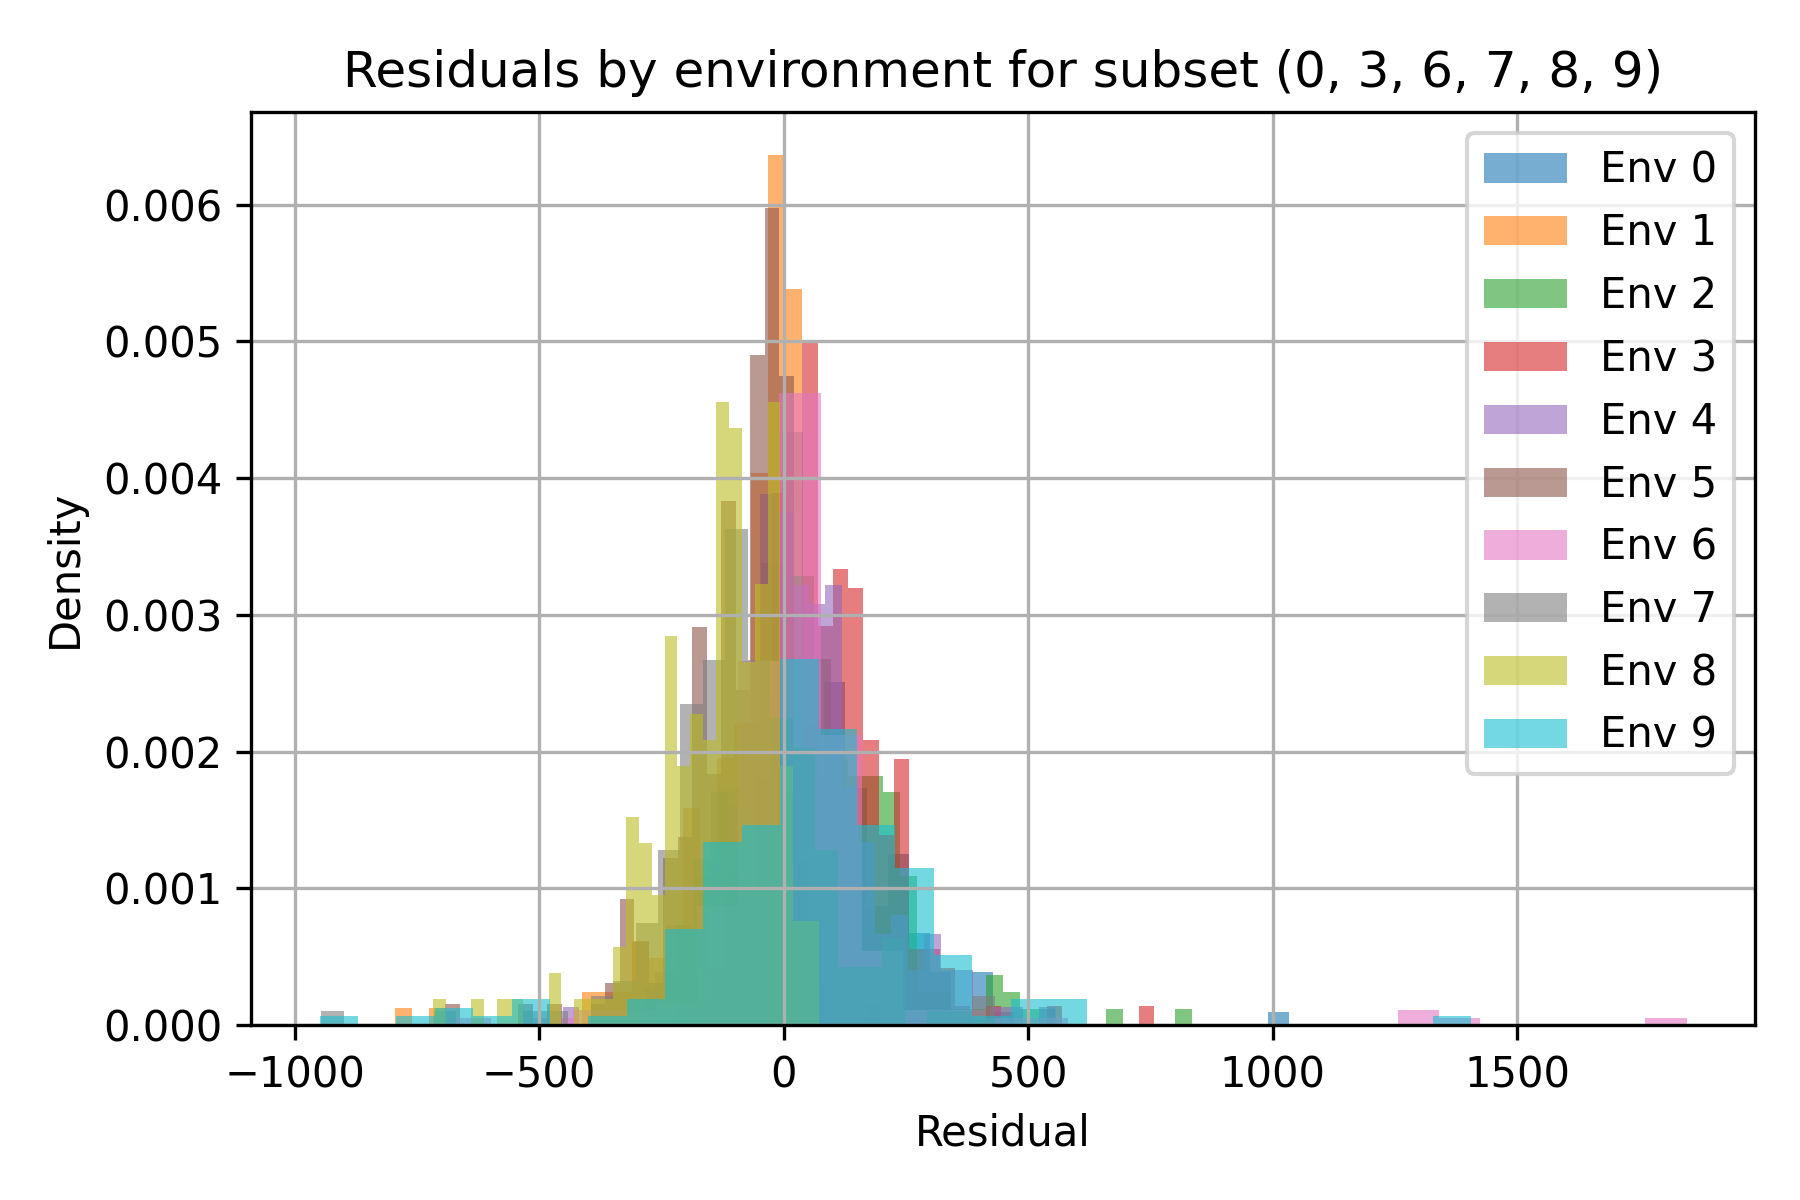 Residuals by environment for subset (0, 3, 6, 7, 8, 9)
Density
0.006
0.005
0.004
0.003
0.002
0.001
0.000
−1000
−500
0
500
1000
1500
Residual
Env 0
Env 1
Env 2
Env 3
Env 4
Env 5
Env 6
Env 7
Env 8
Env 9